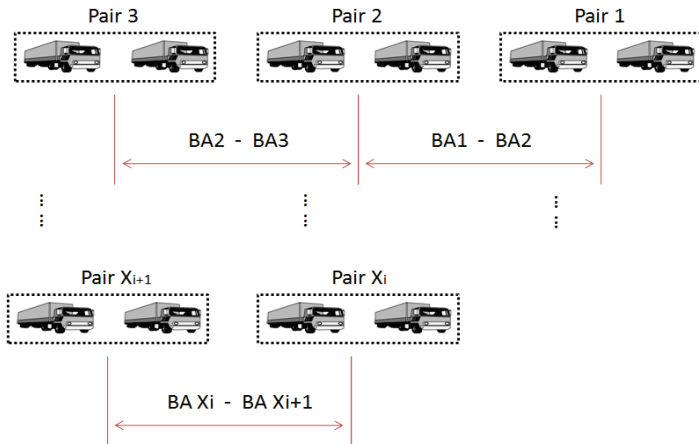 Pair 3 Pair 2 Pair 1
BA2 - BA3 BA1 - BA2
Pair Xi+1 Pair Xi
BA Xi - BA Xi+1